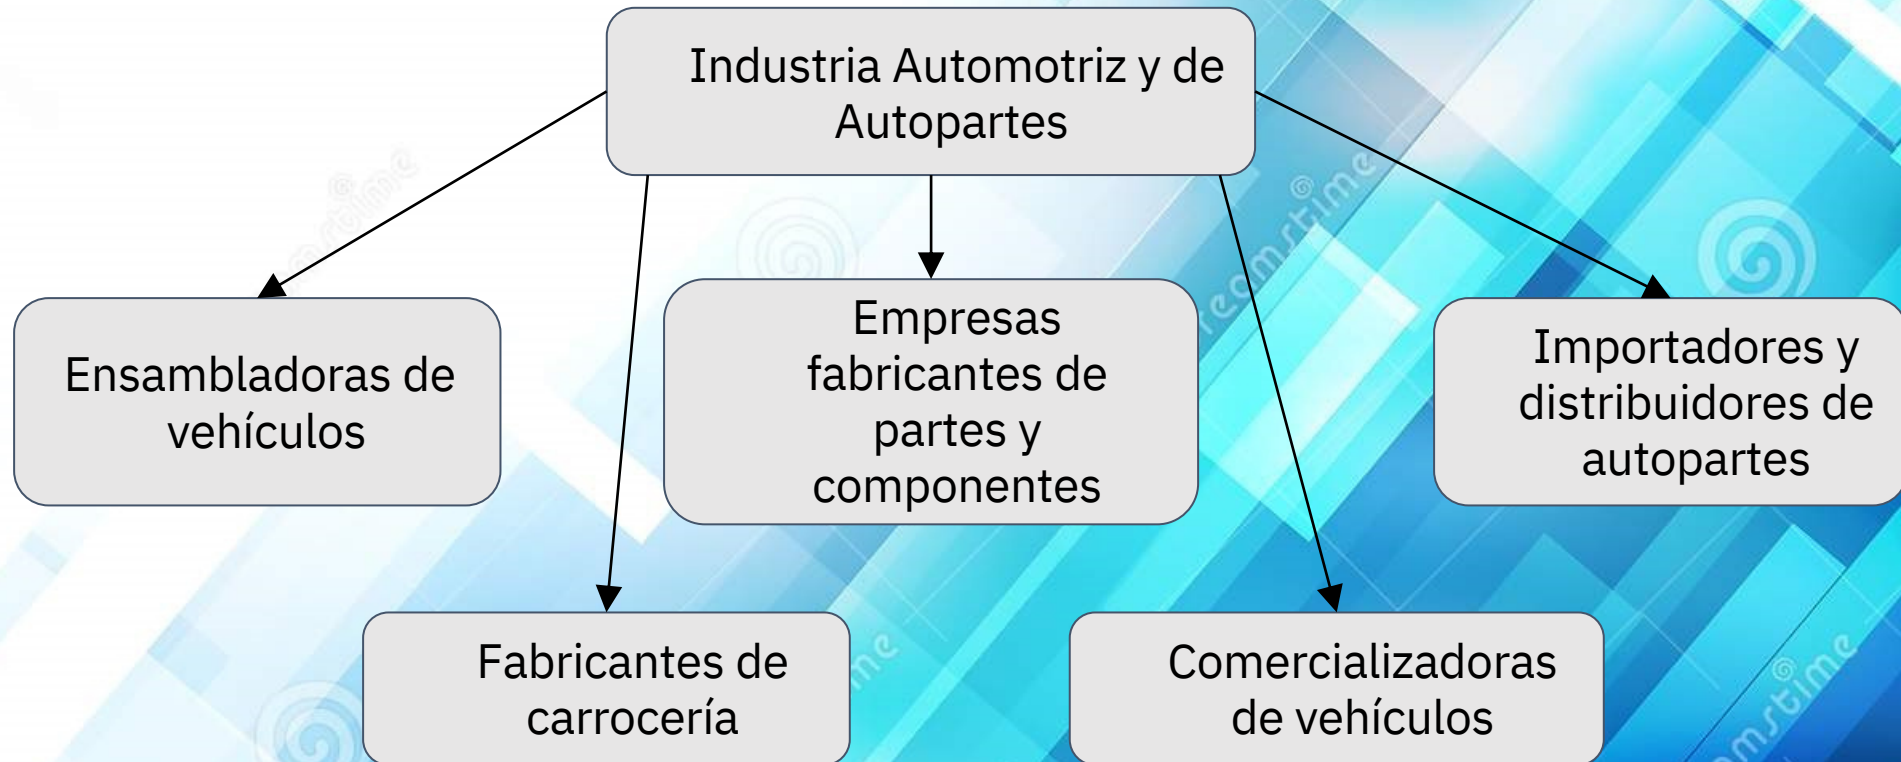 Industria Automotriz y de
Autopartes
Ensambladoras de
vehículos
Empresas
fabricantes de
partes y
componentes
Importadores y
distribuidores de
autopartes
Fabricantes de
carrocería
Comercializadoras
de vehículos